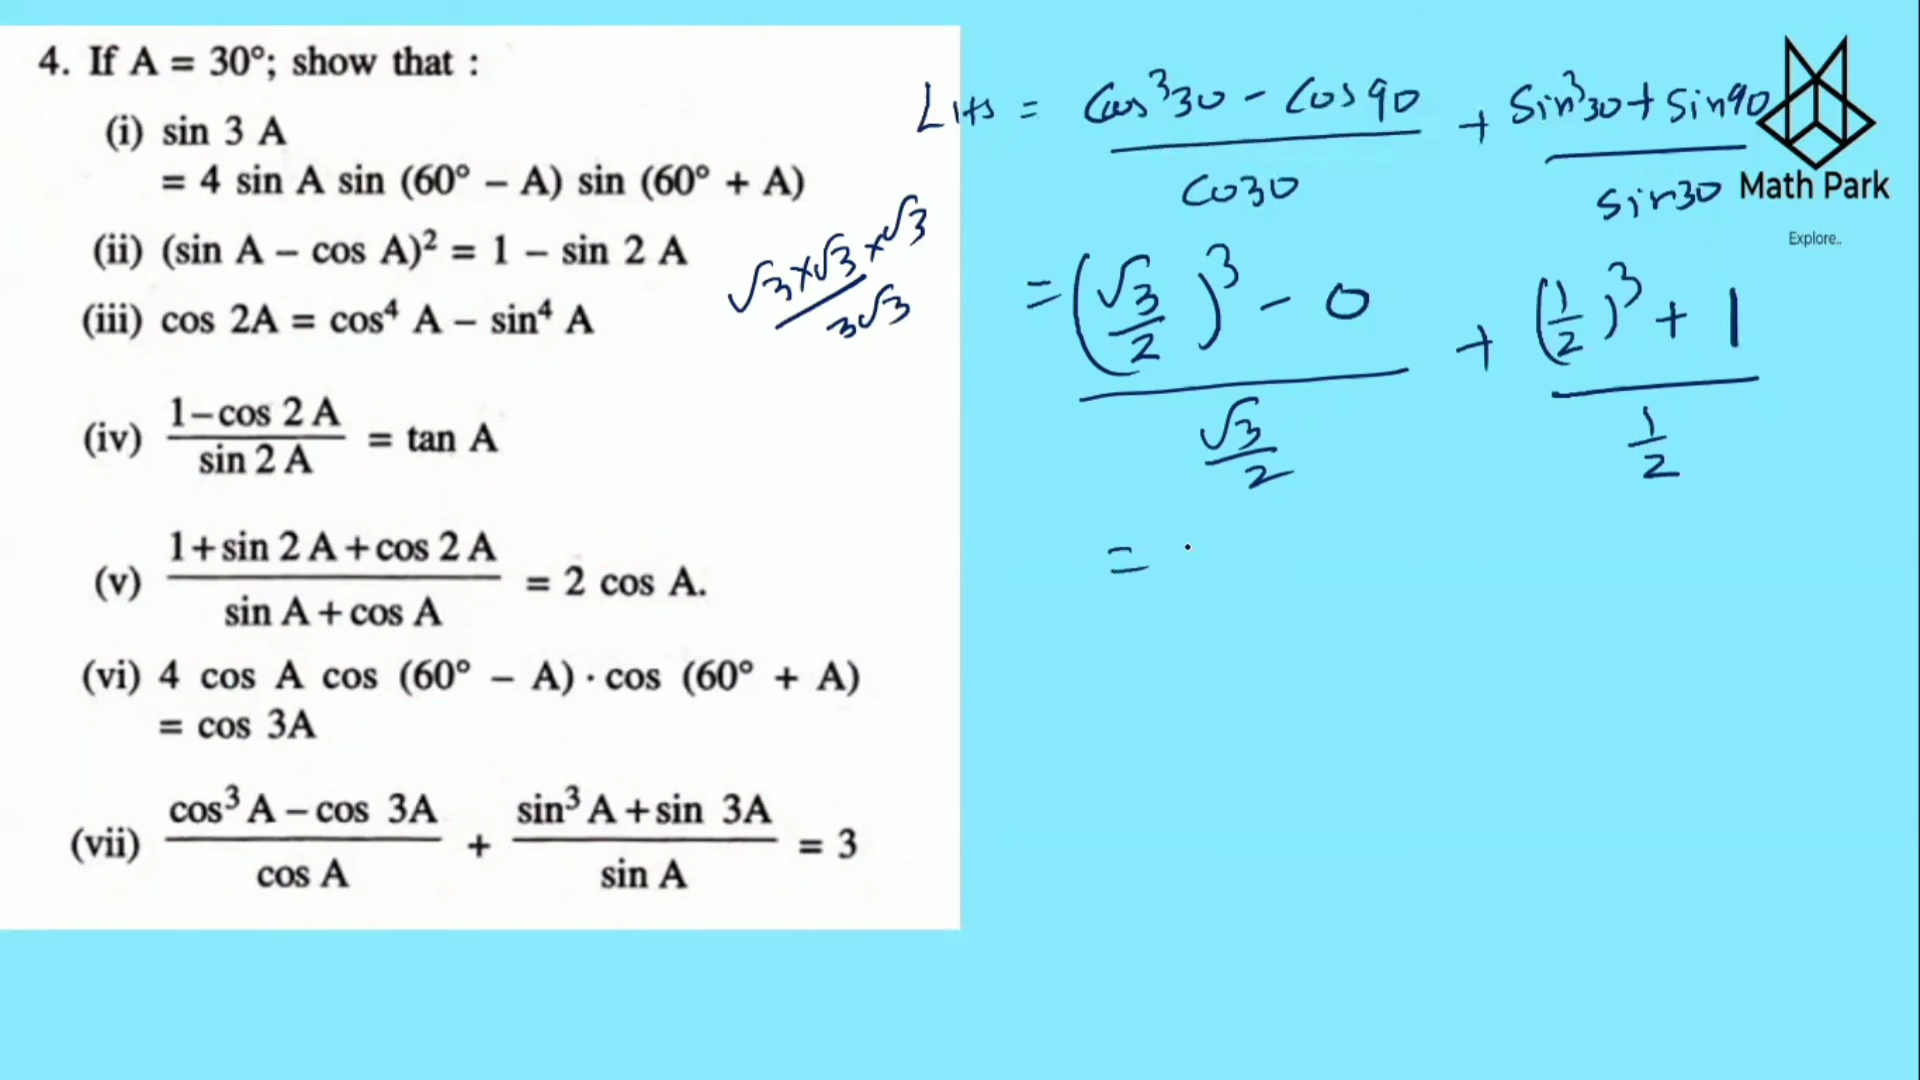 4. If A = 30°; show that :
(i) sin 3 A
= 4 sin A sin (60° – A) sin (60° + A)
(ii) (sin A – cos A)² = 1 – sin 2 A
(iii) cos 2A = cos⁴ A – sin⁴ A
(iv) 1–cos 2 A
sin 2 A
= tan A
(v) 1+sin 2 A+cos 2 A
sin A+cos A
= 2 cos A.
(vi) 4 cos A cos (60° – A) · cos (60° + A)
= cos 3A
(vii) cos³ A – cos 3A
cos A
+ sin³ A + sin 3A
sin A
= 3
√3×√3×√3
3√3
LHS = Cos³30 – Cos90
Co30
+ Sin³30 + Sin90
Sin30
= (√3/2)³ – 0
√3/2
+ (1/2)³ + 1
1/2
=
Math Park
Explore..